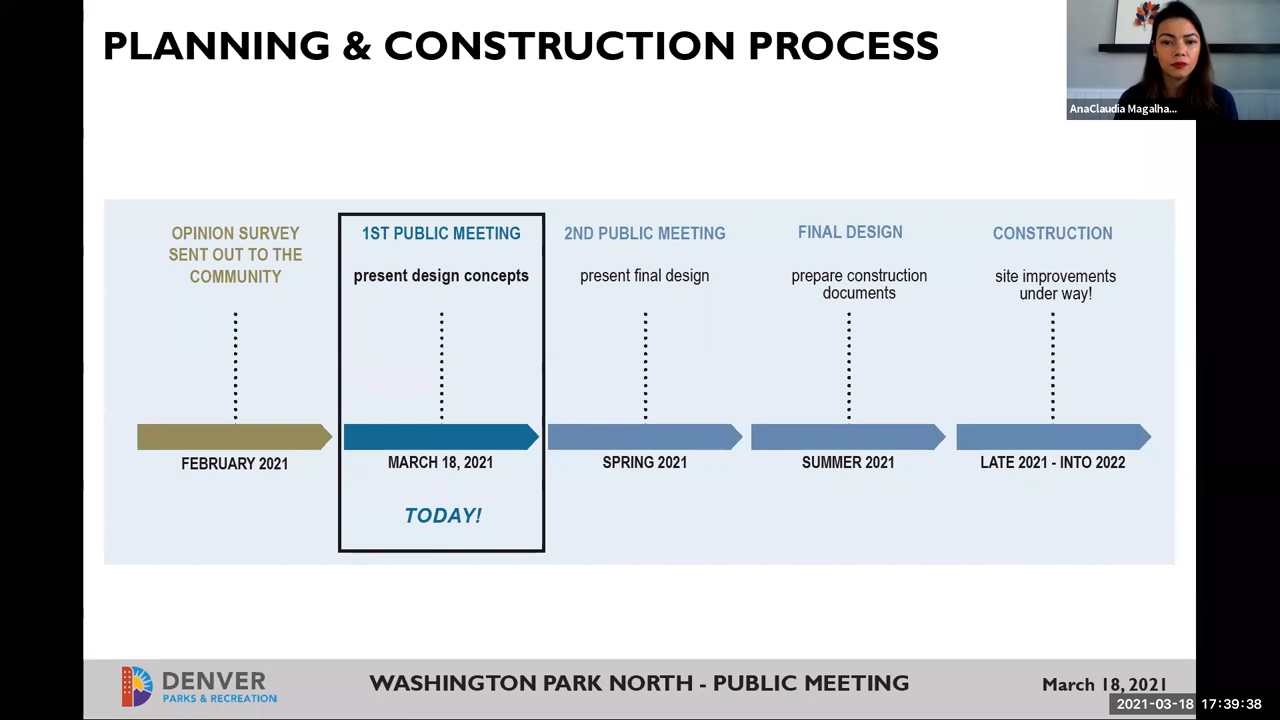 PLANNING & CONSTRUCTION PROCESS
AnaClaudia Magalha...
OPINION SURVEY
SENT OUT TO THE
COMMUNITY
FEBRUARY 2021
1ST PUBLIC MEETING
present design concepts
MARCH 18, 2021
TODAY!
2ND PUBLIC MEETING
present final design
SPRING 2021
FINAL DESIGN
prepare construction
documents
SUMMER 2021
CONSTRUCTION
site improvements
under way!
LATE 2021 - INTO 2022
DENVER
PARKS & RECREATION
WASHINGTON PARK NORTH - PUBLIC MEETING
March 18, 2021
2021-03-18 17:39:38